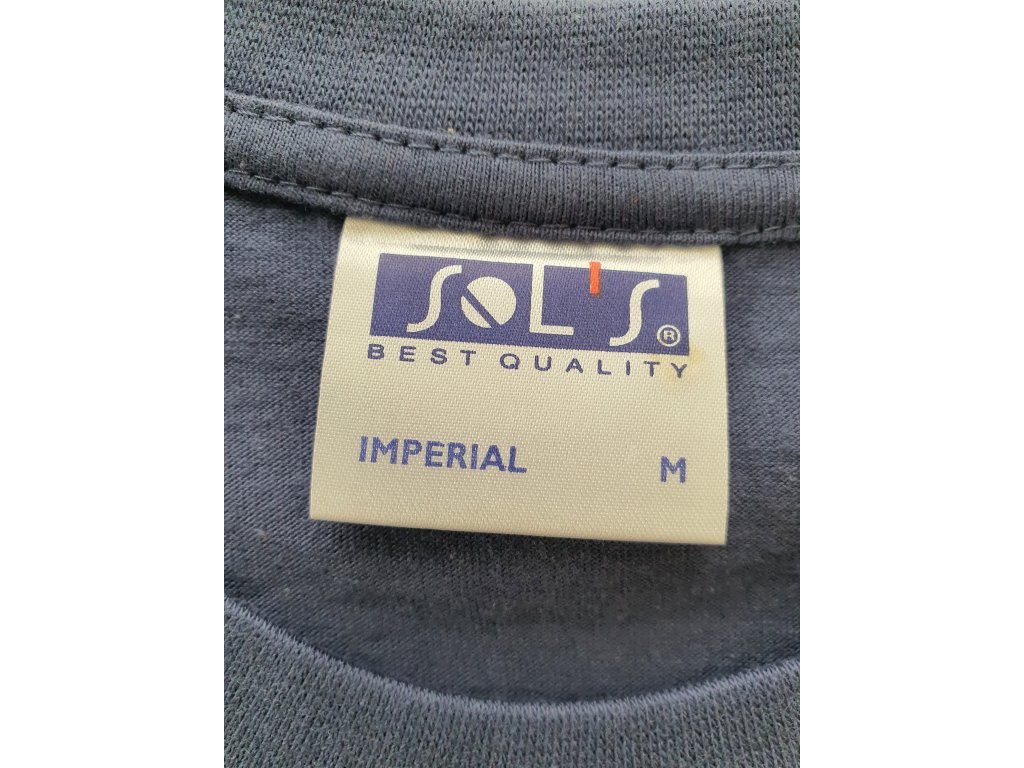 SOL'S®
BEST QUALITY
IMPERIAL M